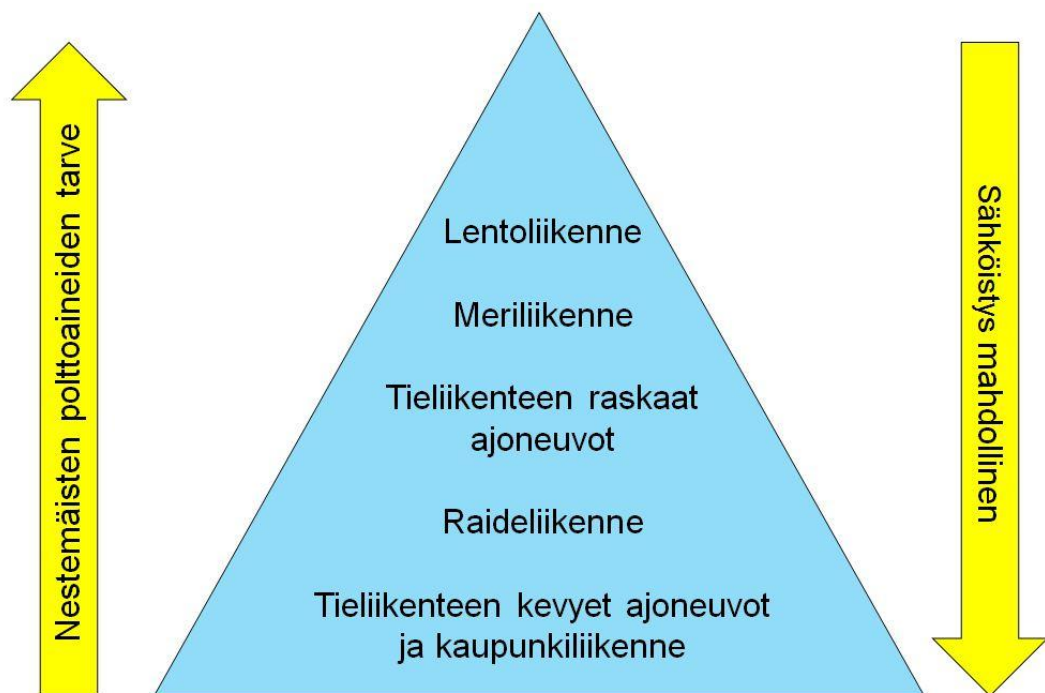 Nestemäisten polttoaineiden tarve
Lentoliikenne
Meriliikenne
Tieliikenteen raskaat
ajoneuvot
Raideliikenne
Tieliikenteen kevyet ajoneuvot
ja kaupunkiliikenne
Sähköistys mahdollinen